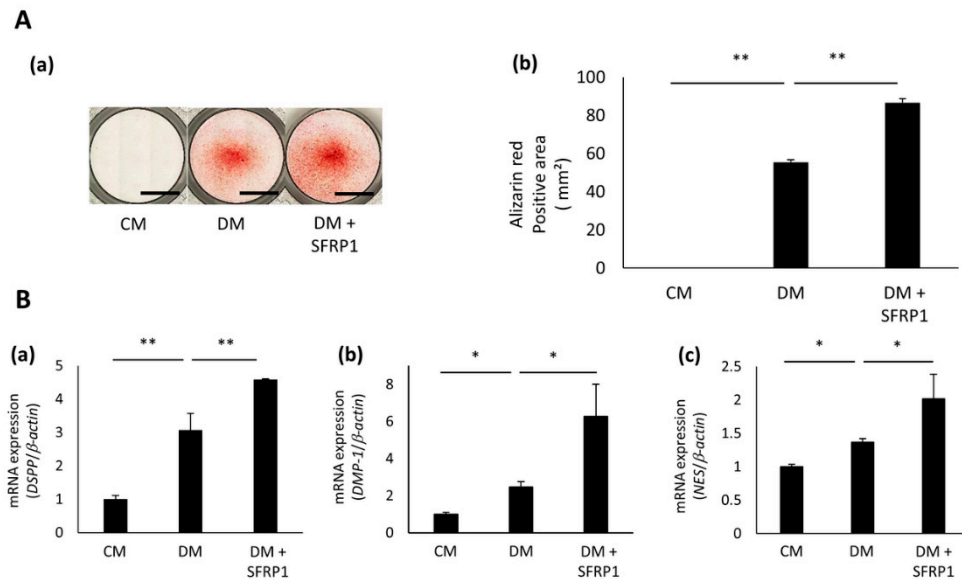 A
(a)
CM
DM
DM +
SFRP1
(b)
**
**
Alizarin red
Positive area
( mm²)
100
80
60
40
20
0
CM
DM
DM +
SFRP1
B
(a)
**
**
mRNA expression
(DSPP/β-actin)
5
4
3
2
1
0
CM
DM
DM +
SFRP1
(b)
*
*
mRNA expression
(DMP-1/β-actin)
8
6
4
2
0
CM
DM
DM +
SFRP1
(c)
*
*
mRNA expression
(NES/β-actin)
2.5
2
1.5
1
0.5
0
CM
DM
DM +
SFRP1